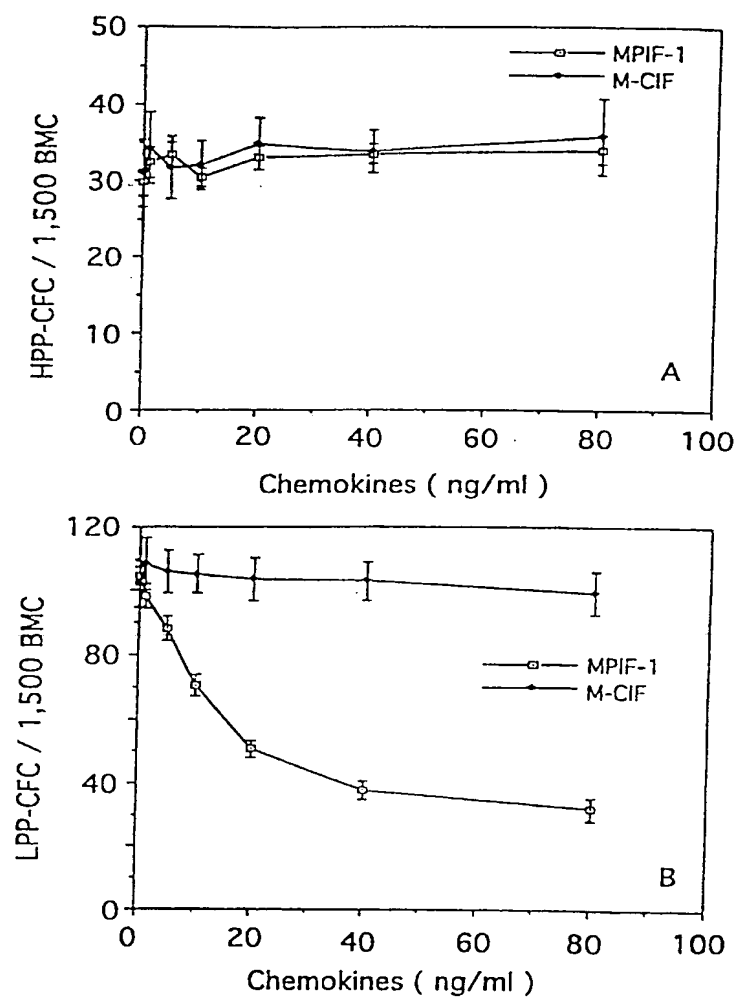 50
40
30
20
10
0
HPP-CFC / 1,500 BMC
MPIF-1
M-CIF
A
0 20 40 60 80 100
Chemokines ( ng/ml )
120
80
40
0
LPP-CFC / 1,500 BMC
MPIF-1
M-CIF
B
0 20 40 60 80 100
Chemokines ( ng/ml )